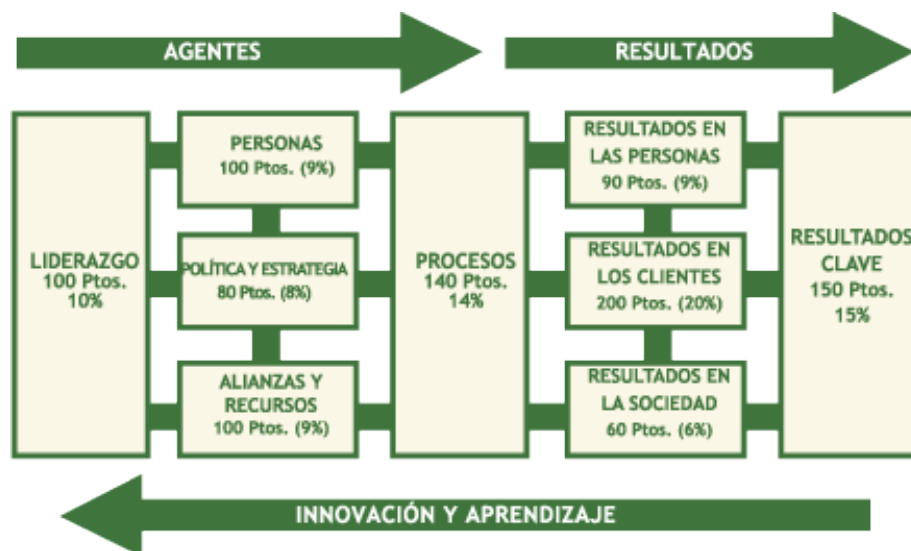 AGENTES
RESULTADOS
LIDERAZGO
100 Ptos.
10%
PERSONAS
100 Ptos. (9%)
POLÍTICA Y ESTRATEGIA
80 Ptos. (8%)
ALIANZAS Y
RECURSOS
100 Ptos. (9%)
PROCESOS
140 Ptos.
14%
RESULTADOS EN
LAS PERSONAS
90 Ptos. (9%)
RESULTADOS EN
LOS CLIENTES
200 Ptos. (20%)
RESULTADOS EN
LA SOCIEDAD
60 Ptos. (6%)
RESULTADOS
CLAVE
150 Ptos.
15%
INNOVACIÓN Y APRENDIZAJE